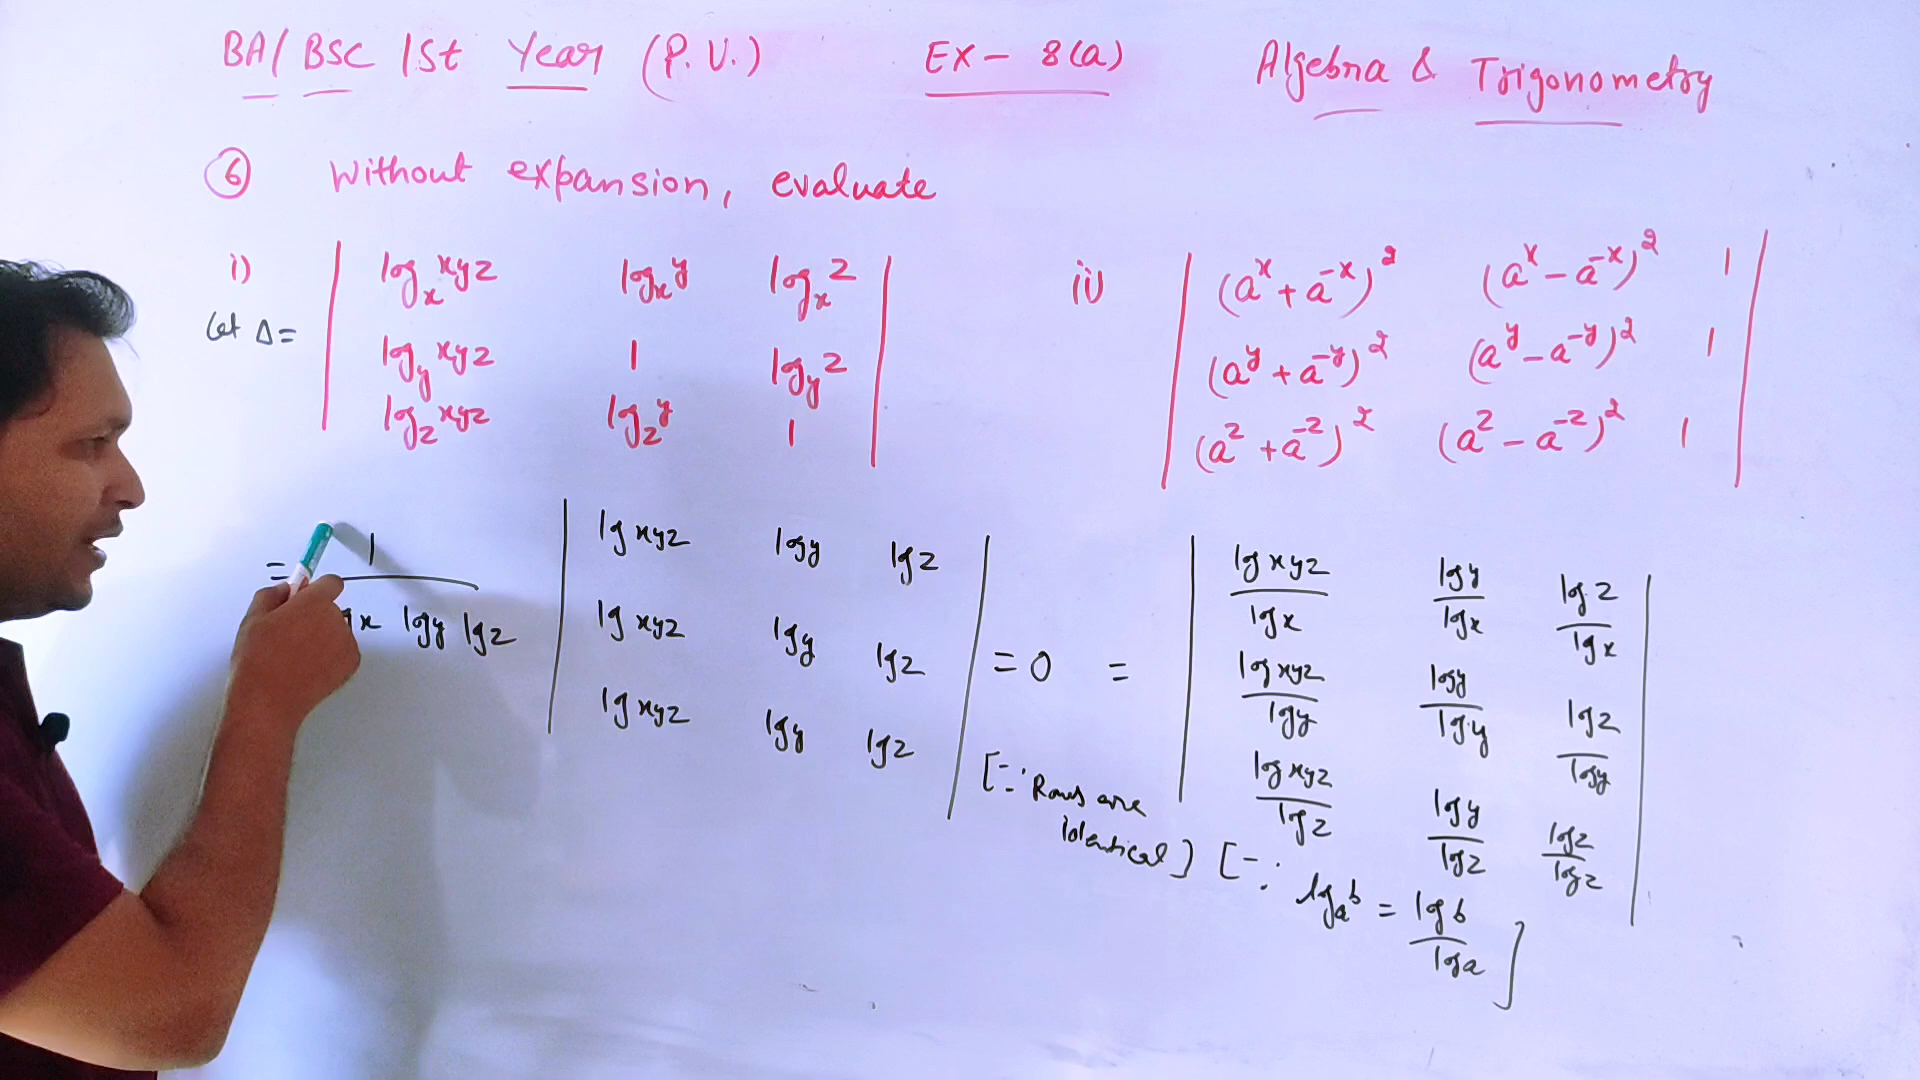 BA/BSC 1St Year (P.U.) EX - 8(a) Algebra & Trigonometry
⑥ Without expansion, evaluate
i) Let Δ =
| log_x xyz log_x y log_x z |
| log_y xyz 1 log_y z |
| log_z xyz log_z y 1 |
ii)
| (a^x + a^-x)^2 (a^x - a^-x)^2 1 |
| (a^y + a^-y)^2 (a^y - a^-y)^2 1 |
| (a^z + a^-z)^2 (a^z - a^-z)^2 1 |
= | log xyz / log x log y / log x log z / log x |
| log xyz / log y log y / log y log z / log y |
| log xyz / log z log y / log z log z / log z |
[∵ log_a b = log b / log a]
= 1 / x log y log z
| log xyz log y log z |
| log xyz log y log z |
| log xyz log y log z |
= 0
[∵ Rows are
identical]